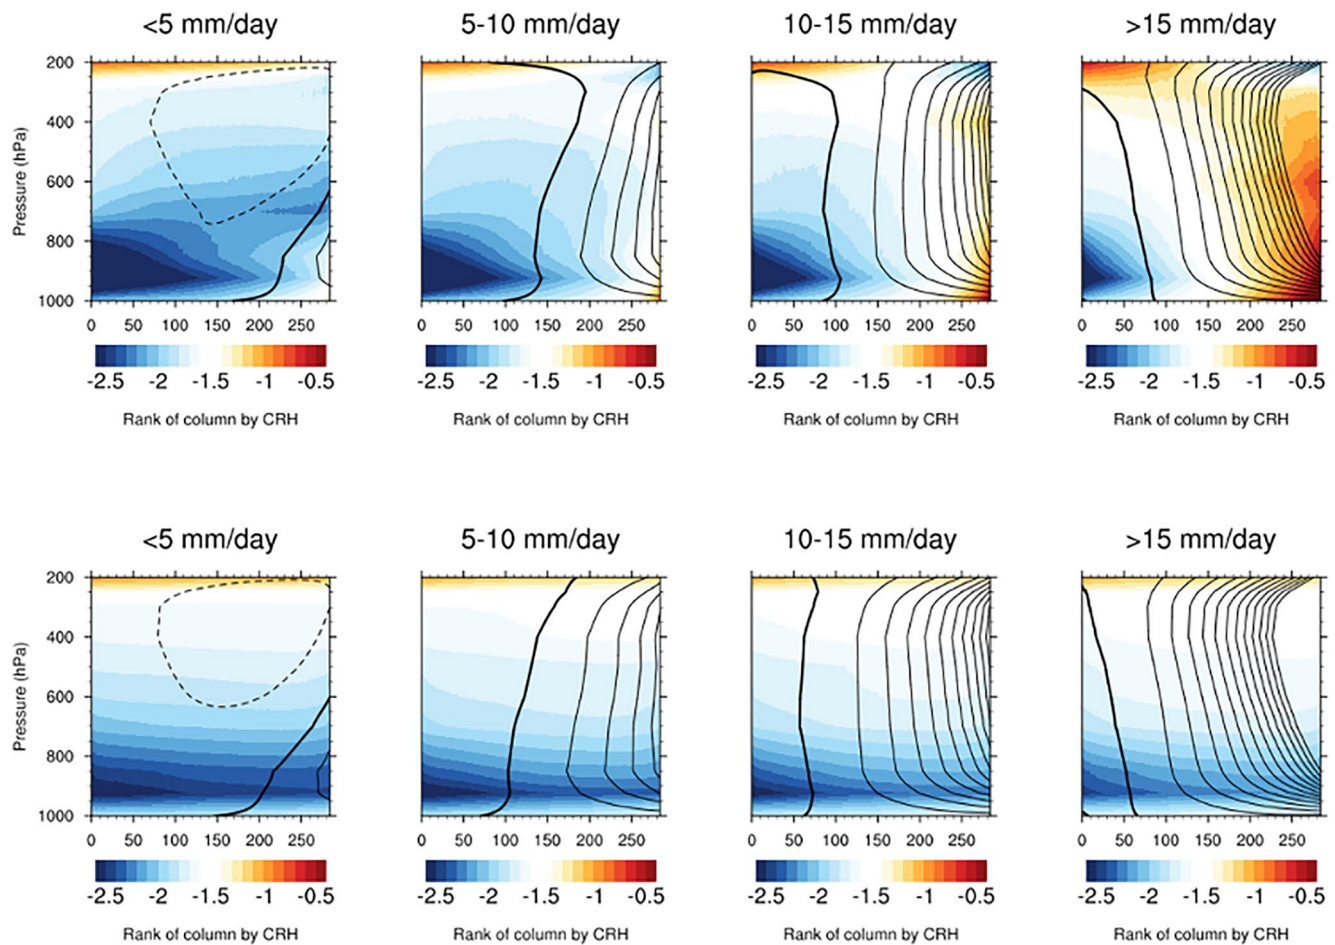 <5 mm/day 5-10 mm/day 10-15 mm/day >15 mm/day
Pressure (hPa)
200
400
600
800
1000
0 50 100 150 200 250 0 50 100 150 200 250 0 50 100 150 200 250 0 50 100 150 200 250
-2.5 -2 -1.5 -1 -0.5 -2.5 -2 -1.5 -1 -0.5 -2.5 -2 -1.5 -1 -0.5 -2.5 -2 -1.5 -1 -0.5
Rank of column by CRH Rank of column by CRH Rank of column by CRH Rank of column by CRH
<5 mm/day 5-10 mm/day 10-15 mm/day >15 mm/day
Pressure (hPa)
200
400
600
800
1000
0 50 100 150 200 250 0 50 100 150 200 250 0 50 100 150 200 250 0 50 100 150 200 250
-2.5 -2 -1.5 -1 -0.5 -2.5 -2 -1.5 -1 -0.5 -2.5 -2 -1.5 -1 -0.5 -2.5 -2 -1.5 -1 -0.5
Rank of column by CRH Rank of column by CRH Rank of column by CRH Rank of column by CRH